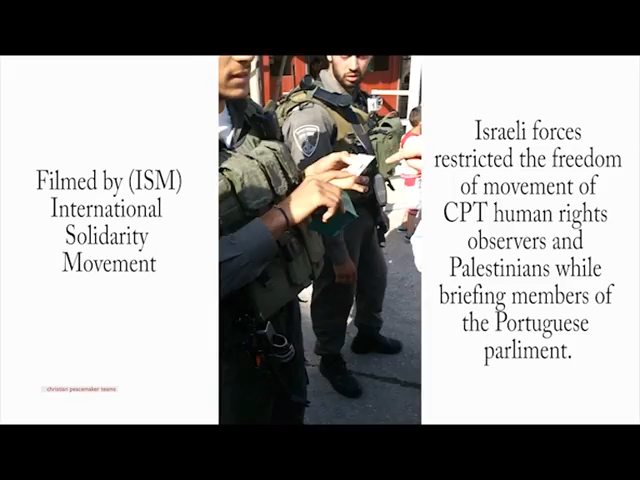 Filmed by (ISM)
International
Solidarity
Movement
christian peacemaker teams
Israeli forces
restricted the freedom
of movement of
CPT human rights
observers and
Palestinians while
briefing members of
the Portuguese
parliment.